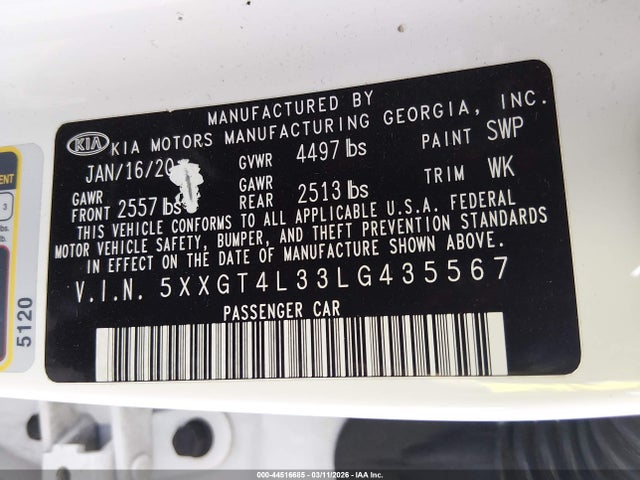 MANUFACTURED BY
KIA KIA MOTORS MANUFACTURING GEORGIA, INC.
JAN/16/20 GVWR 4497 lbs PAINT SWP
GAWR FRONT 2557 lbs GAWR REAR 2513 lbs TRIM WK
THIS VEHICLE CONFORMS TO ALL APPLICABLE U.S.A. FEDERAL
MOTOR VEHICLE SAFETY, BUMPER, AND THEFT PREVENTION STANDARDS
IN EFFECT ON THE DATE OF MANUFACTURE SHOWN ABOVE.
V.I.N. 5XXGT4L33LG435567
PASSENGER CAR
5120
3
000-44516665 - 03/11/2026 - IAA Inc.